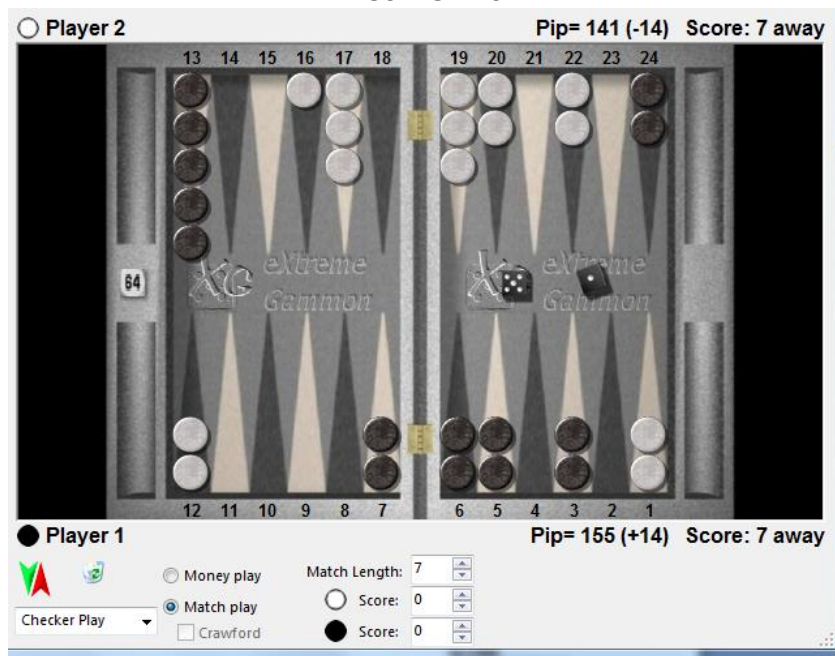 Player 2 Pip= 141 (-14) Score: 7 away
13 14 15 16 17 18 19 20 21 22 23 24
64 XG eXtreme Gammon XG eXtreme Gammon
12 11 10 9 8 7 6 5 4 3 2 1
Player 1 Pip= 155 (+14) Score: 7 away
Money play Match Length: 7
Match play Score: 0
Checker Play Crawford Score: 0